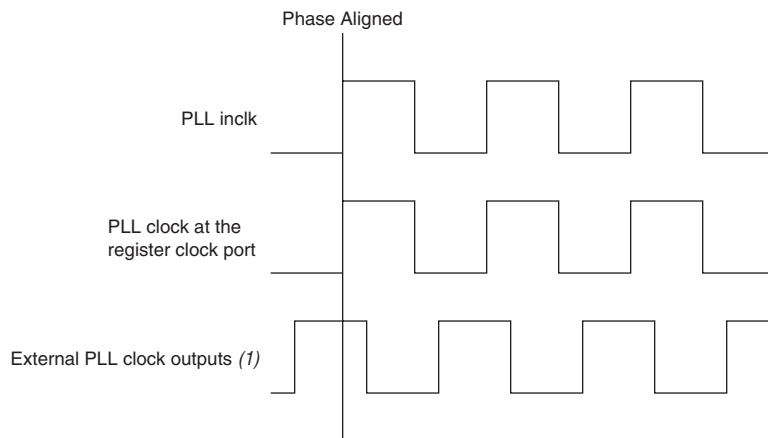 Phase Aligned
PLL inclk
PLL clock at the
register clock port
External PLL clock outputs (1)